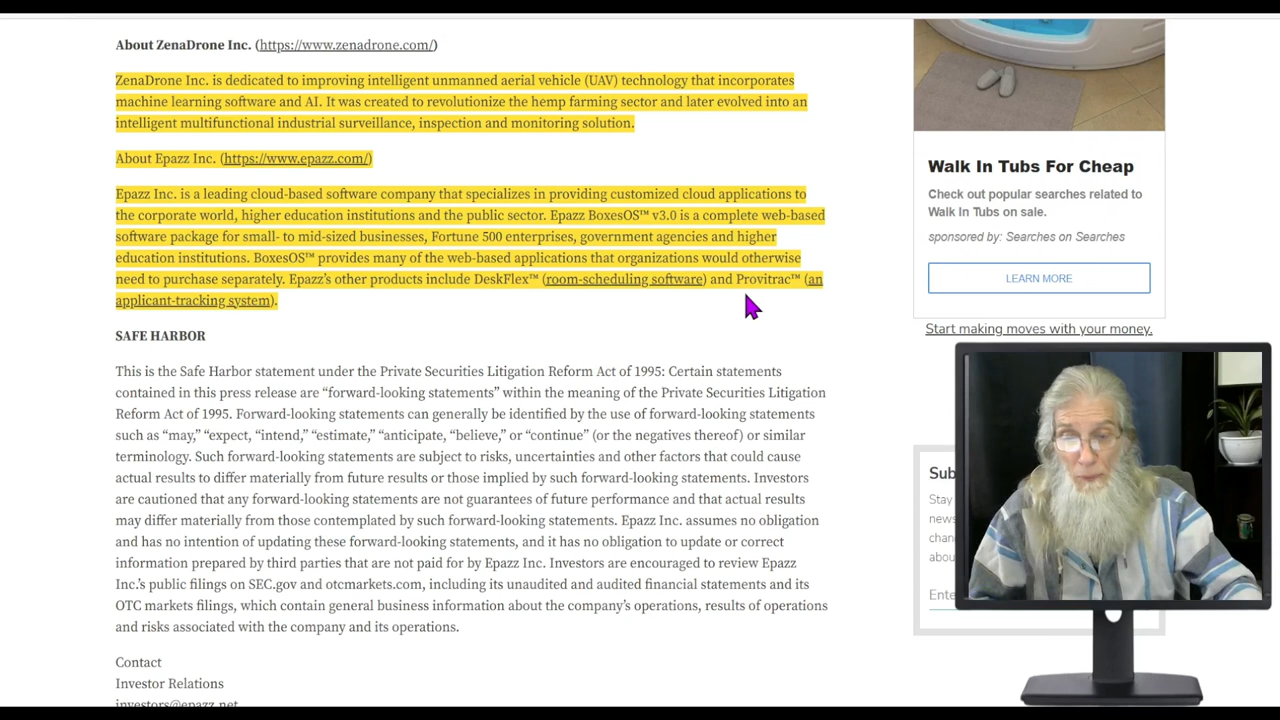 About ZenaDrone Inc. (https://www.zenadrone.com/)
ZenaDrone Inc. is dedicated to improving intelligent unmanned aerial vehicle (UAV) technology that incorporates
machine learning software and AI. It was created to revolutionize the hemp farming sector and later evolved into an
intelligent multifunctional industrial surveillance, inspection and monitoring solution.
About Epazz Inc. (https://www.epazz.com/)
Epazz Inc. is a leading cloud-based software company that specializes in providing customized cloud applications to
the corporate world, higher education institutions and the public sector. Epazz BoxesOS™ v3.0 is a complete web-based
software package for small- to mid-sized businesses, Fortune 500 enterprises, government agencies and higher
education institutions. BoxesOS™ provides many of the web-based applications that organizations would otherwise
need to purchase separately. Epazz’s other products include DeskFlex™ (room-scheduling software) and Provitrac™ (an
applicant-tracking system).
SAFE HARBOR
This is the Safe Harbor statement under the Private Securities Litigation Reform Act of 1995: Certain statements
contained in this press release are “forward-looking statements” within the meaning of the Private Securities Litigation
Reform Act of 1995. Forward-looking statements can generally be identified by the use of forward-looking statements
such as “may,” “expect, “intend,” “estimate,” “anticipate, “believe,” or “continue” (or the negatives thereof) or similar
terminology. Such forward-looking statements are subject to risks, uncertainties and other factors that could cause
actual results to differ materially from future results or those implied by such forward-looking statements. Investors
are cautioned that any forward-looking statements are not guarantees of future performance and that actual results
may differ materially from those contemplated by such forward-looking statements. Epazz Inc. assumes no obligation
and has no intention of updating these forward-looking statements, and it has no obligation to update or correct
information prepared by third parties that are not paid for by Epazz Inc. Investors are encouraged to review Epazz
Inc.’s public filings on SEC.gov and otcmarkets.com, including its unaudited and audited financial statements and its
OTC markets filings, which contain general business information about the company’s operations, results of operations
and risks associated with the company and its operations.
Contact
Investor Relations
investors@epazz.net
Walk In Tubs For Cheap
Check out popular searches related to
Walk In Tubs on sale.
sponsored by: Searches on Searches
LEARN MORE
Start making moves with your money.
Sub
Stay
news
chan
abou
Ente